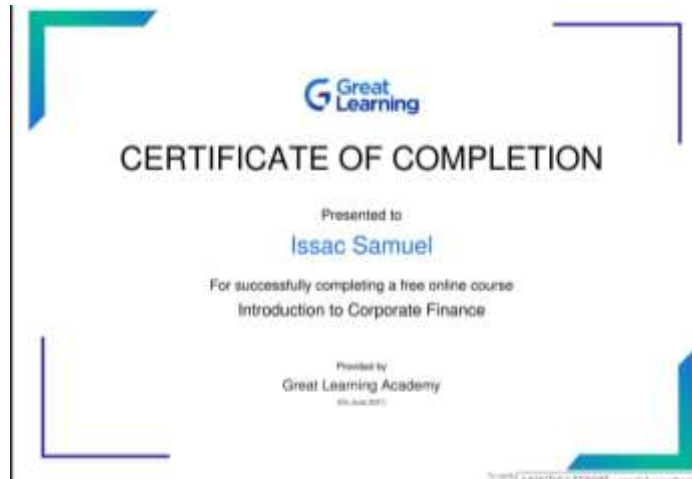 Great
Learning
CERTIFICATE OF COMPLETION
Presented to
Issac Samuel
For successfully completing a free online course
Introduction to Corporate Finance
Provided by
Great Learning Academy